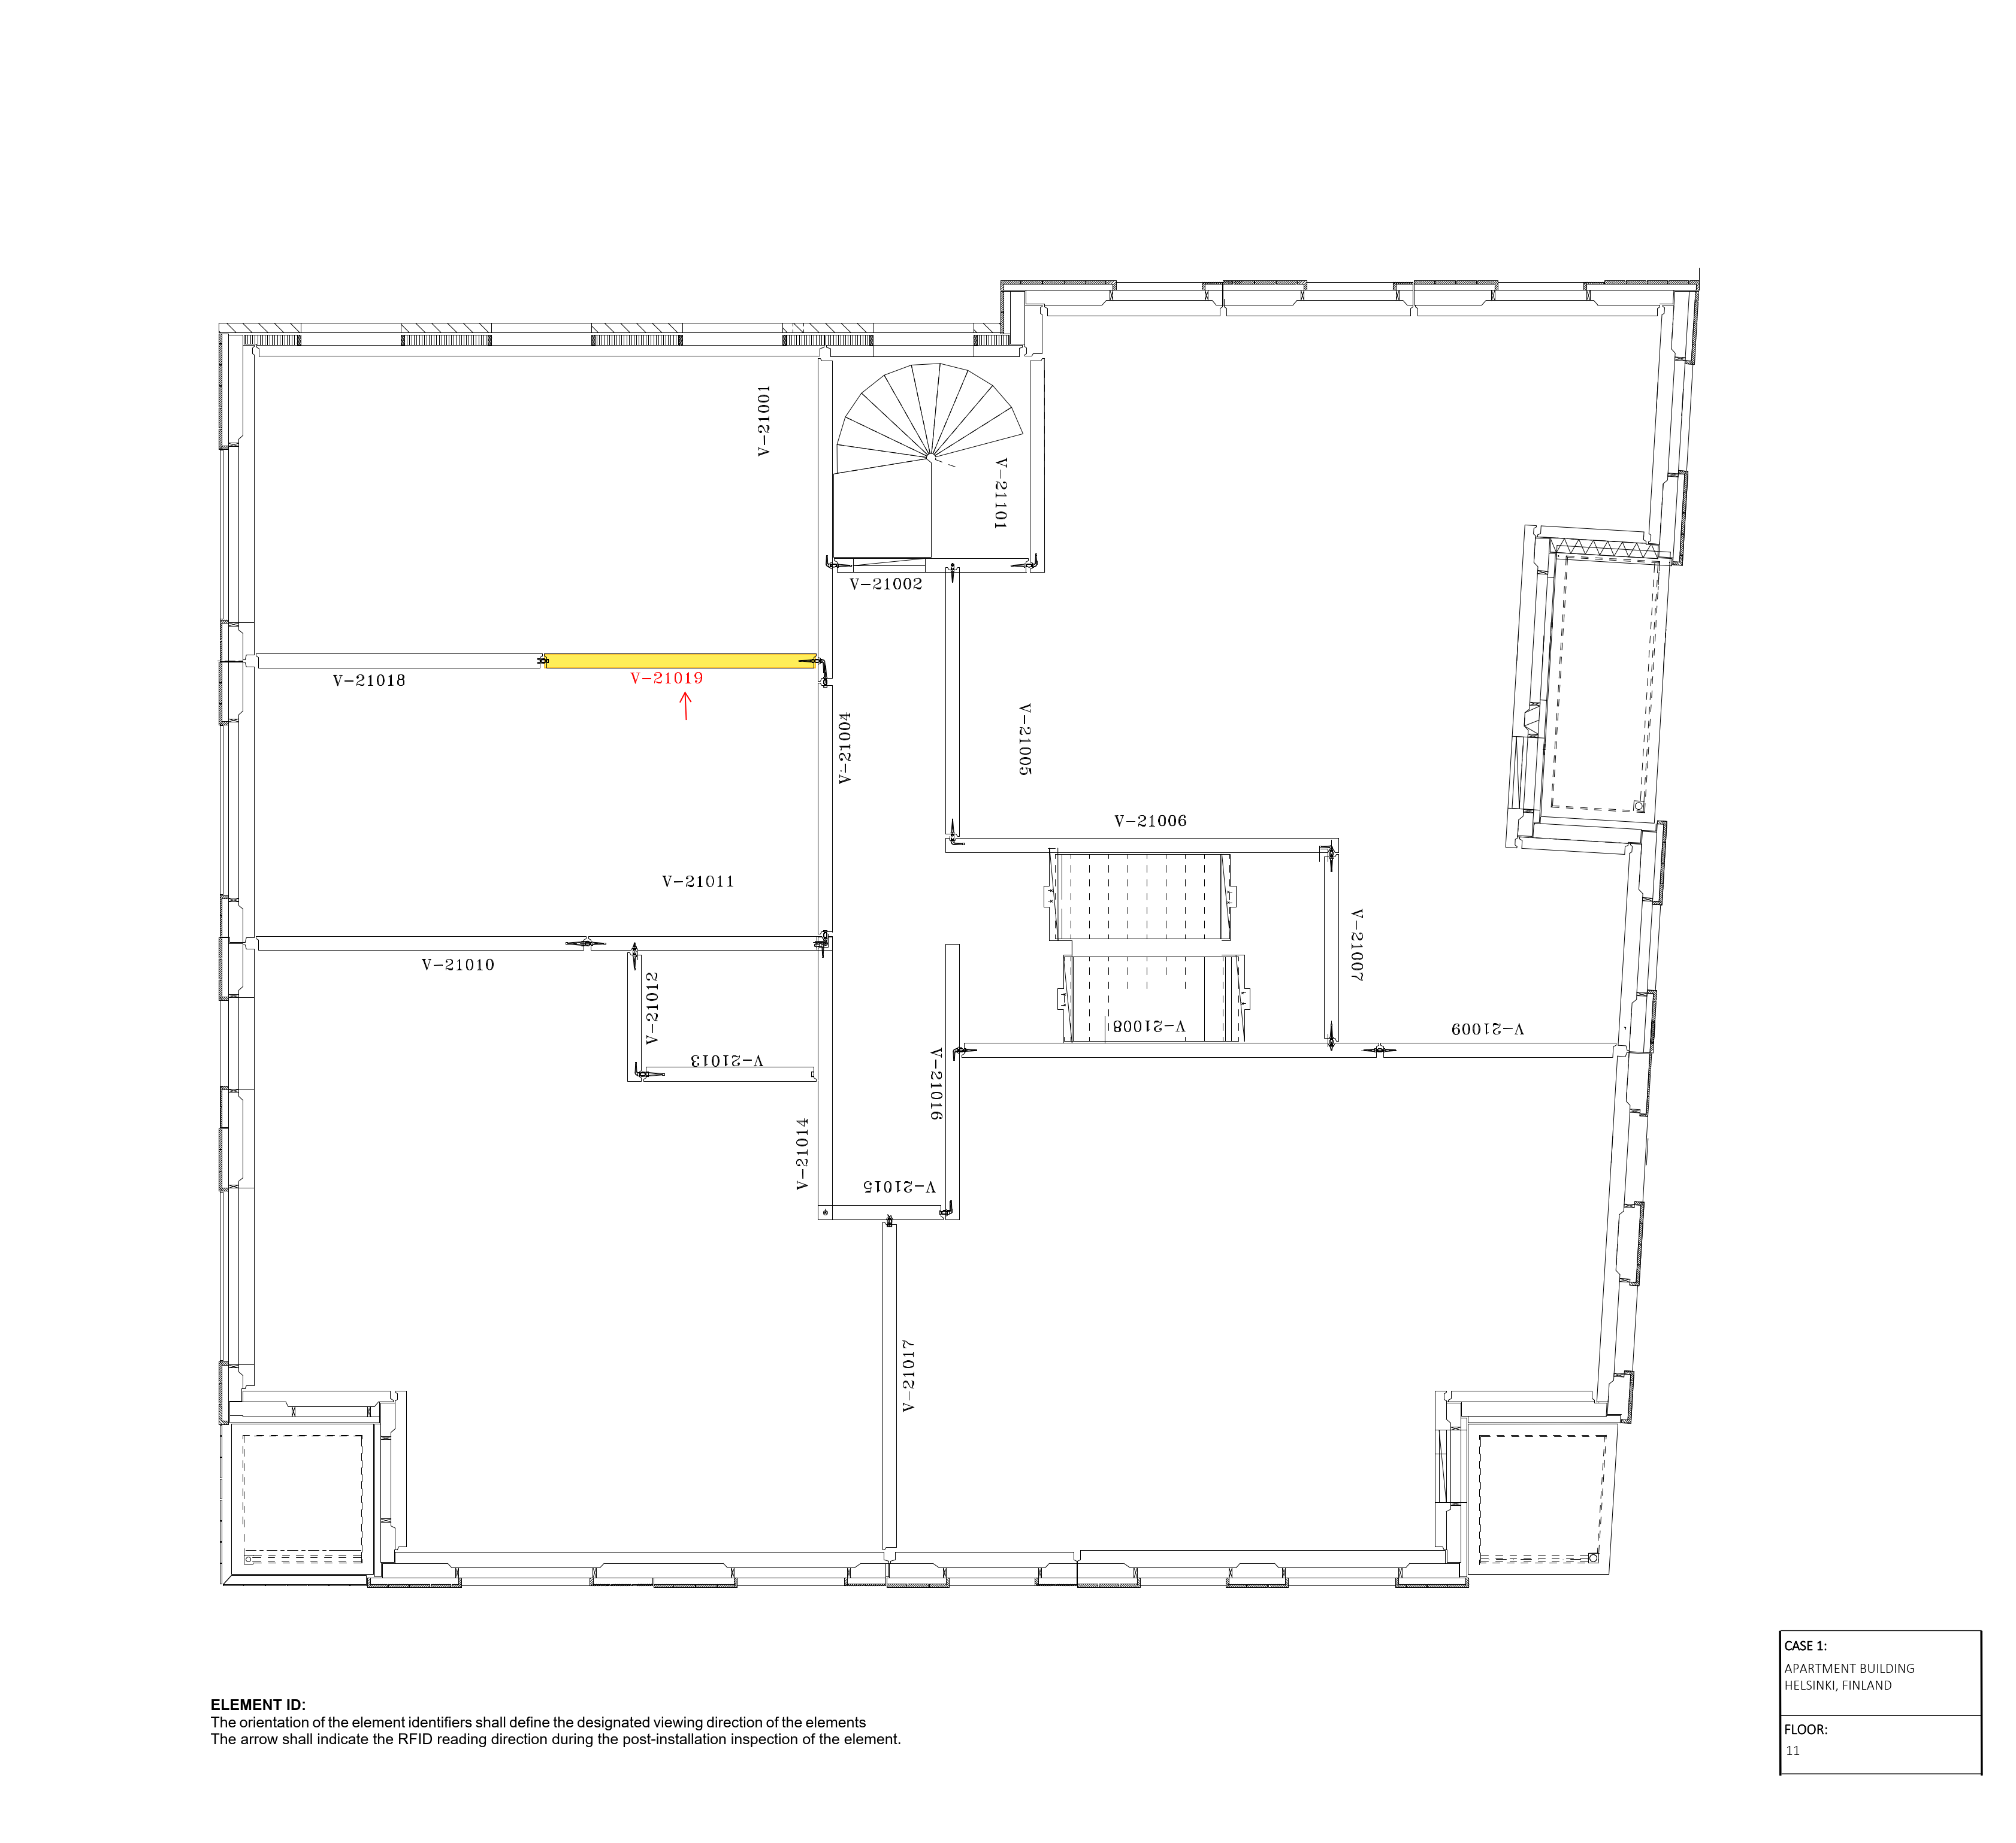 V-21001
V-21101
V-21002
V-21018
V-21019
V-21004
V-21005
V-21006
V-21011
V-21010
V-21012
V-21007
V-21008
V-21009
V-21013
V-21016
V-21014
V-21015
V-21017
CASE 1:
APARTMENT BUILDING
HELSINKI, FINLAND
FLOOR:
11
ELEMENT ID:
The orientation of the element identifiers shall define the designated viewing direction of the elements
The arrow shall indicate the RFID reading direction during the post-installation inspection of the element.